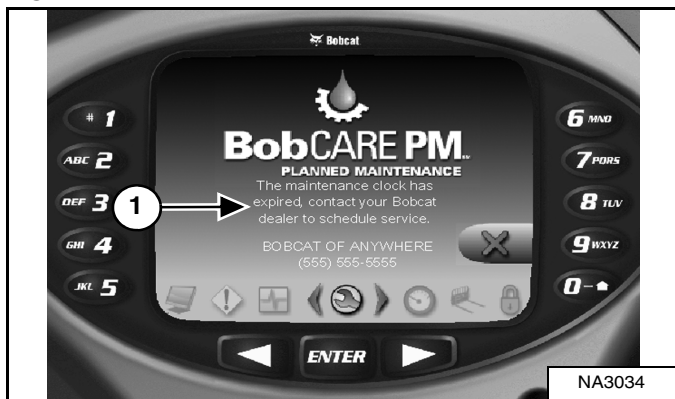 Bobcat
# 1
ABC 2
DEF 3
GHI 4
JKL 5
BobCARE PM
PLANNED MAINTENANCE
The maintenance clock has
expired, contact your Bobcat
dealer to schedule service.
BOBCAT OF ANYWHERE
(555) 555-5555
6 MNO
7 PQRS
8 TUV
9 WXYZ
0
1
ENTER
NA3034